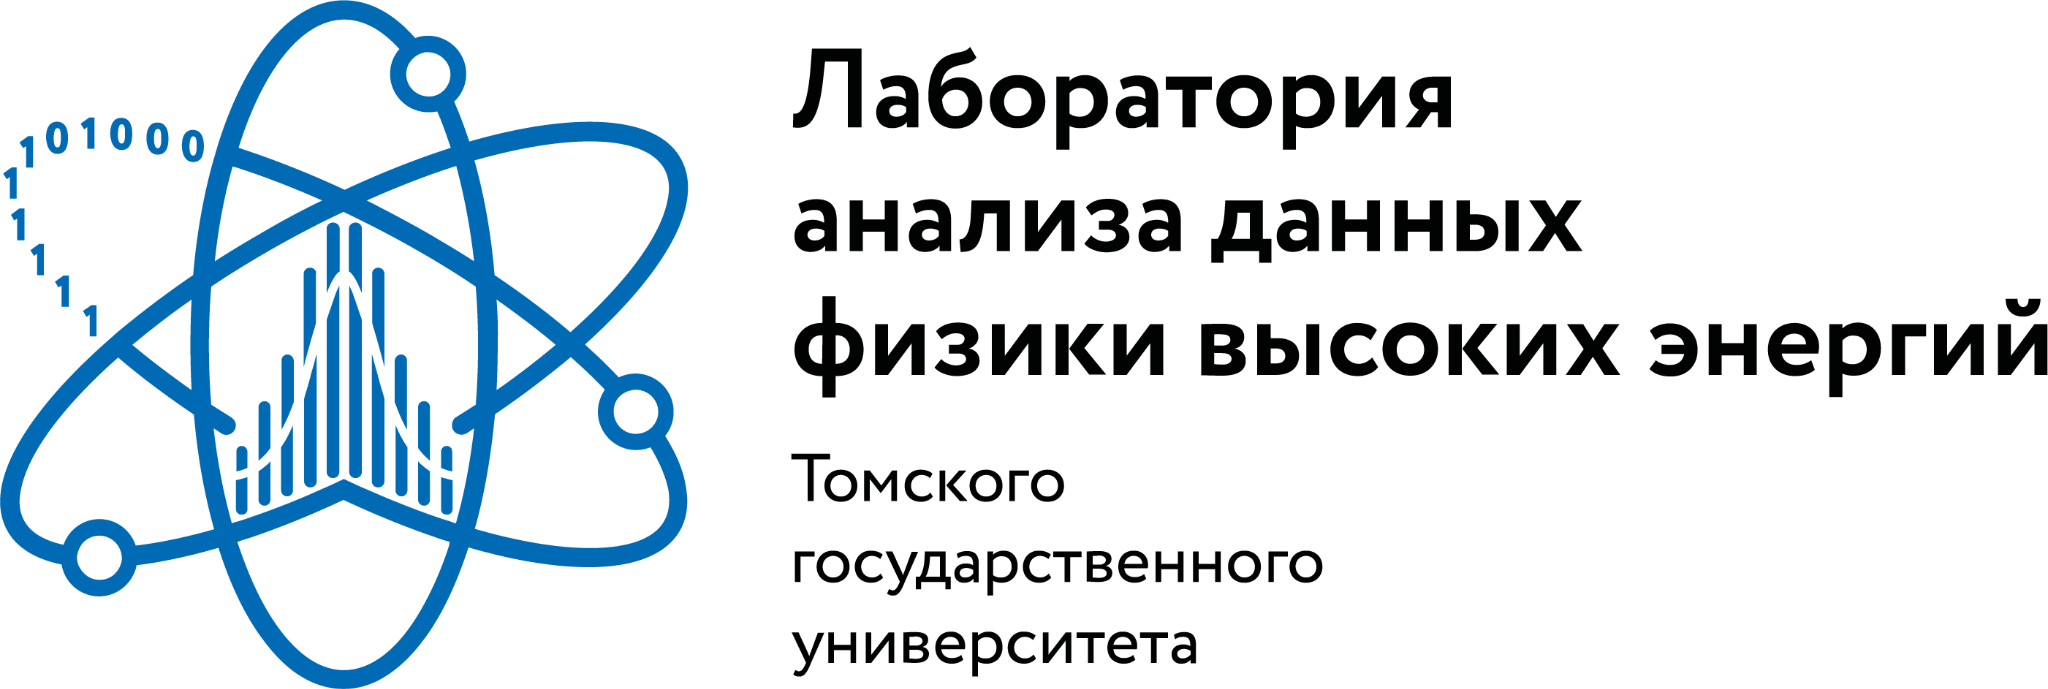 1101000
1
1
1
1
1
Лаборатория
анализа данных
физики высоких энергий
Томского
государственного
университета